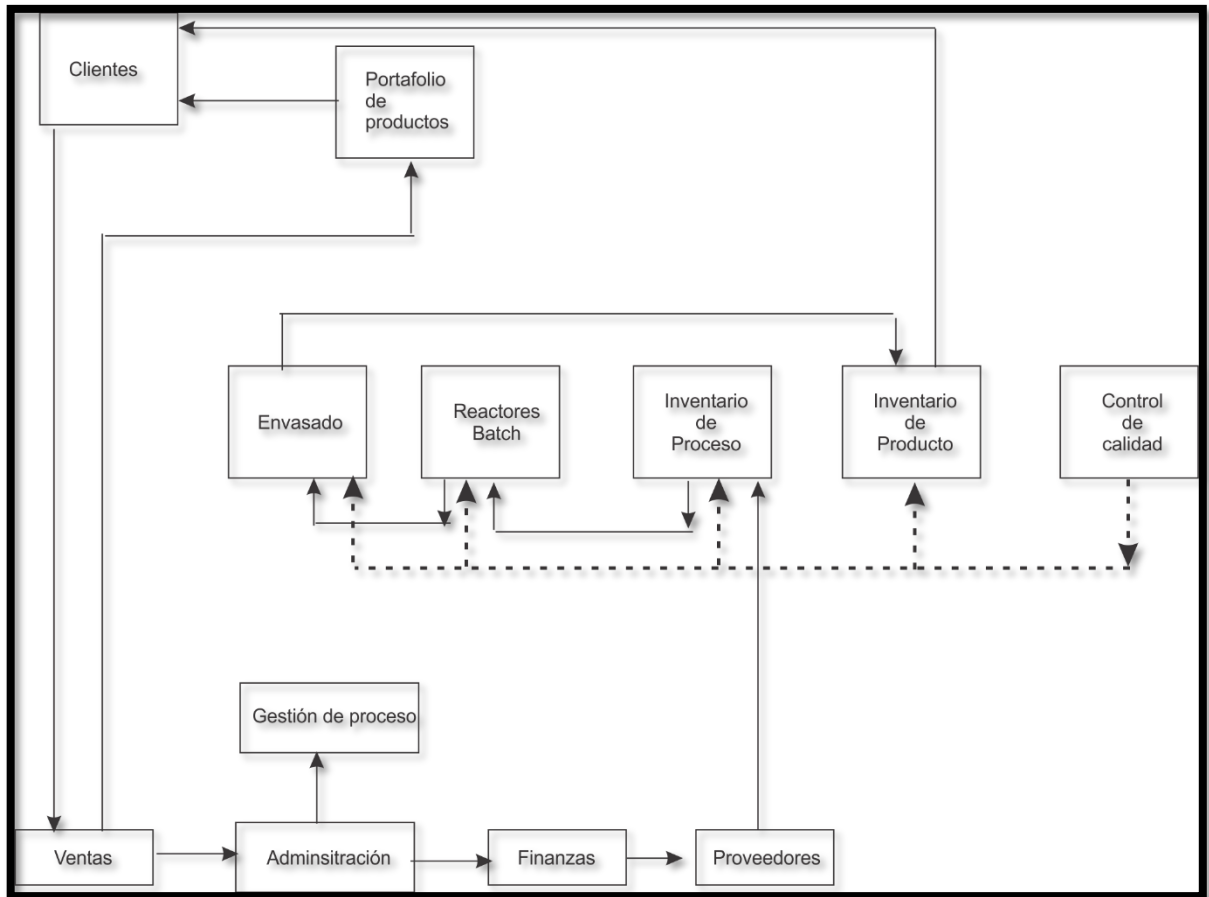 Clientes
Portafolio
de
productos
Envasado
Reactores
Batch
Inventario
de
Proceso
Inventario
de
Producto
Control
de
calidad
Gestión de proceso
Ventas
Adminsitración
Finanzas
Proveedores